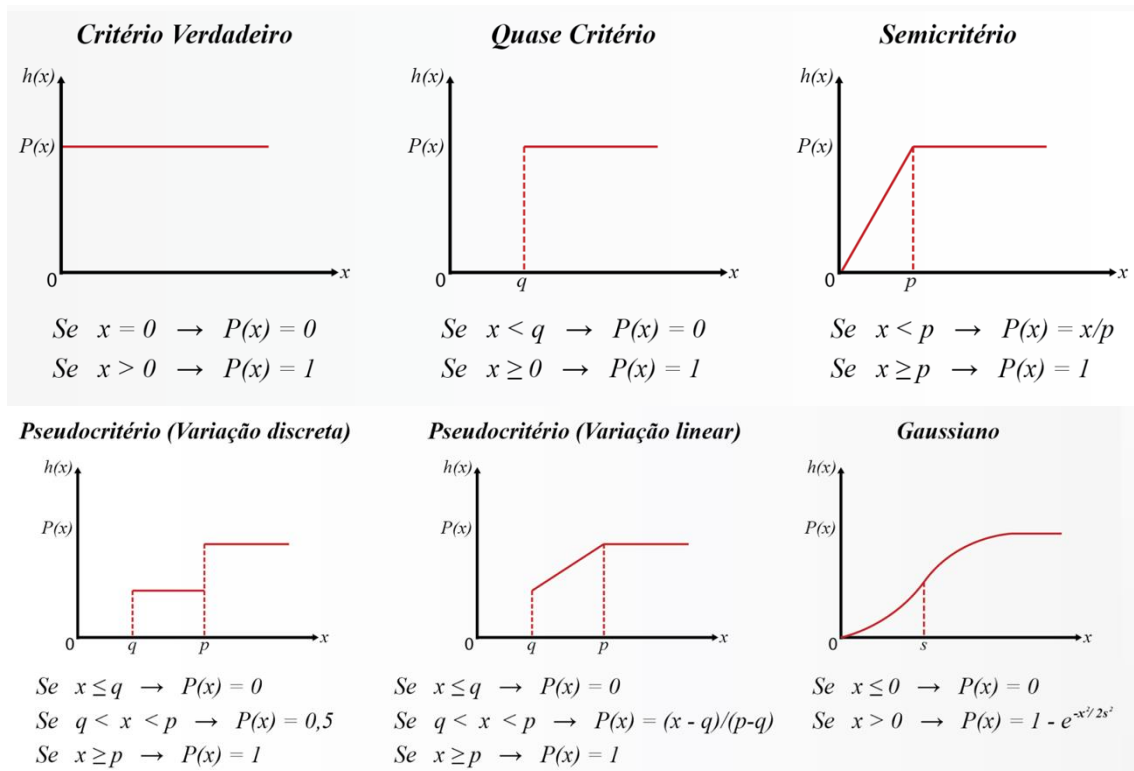 Critério Verdadeiro
h(x)
P(x)
0
x
Se x = 0 → P(x) = 0
Se x > 0 → P(x) = 1
Quase Critério
h(x)
P(x)
0
q
x
Se x < q → P(x) = 0
Se x ≥ 0 → P(x) = 1
Semicritério
h(x)
P(x)
0
p
x
Se x < p → P(x) = x/p
Se x ≥ p → P(x) = 1
Pseudocritério (Variação discreta)
h(x)
P(x)
0
q
p
x
Se x ≤ q → P(x) = 0
Se q < x < p → P(x) = 0,5
Se x ≥ p → P(x) = 1
Pseudocritério (Variação linear)
h(x)
P(x)
0
q
p
x
Se x ≤ q → P(x) = 0
Se q < x < p → P(x) = (x - q)/(p-q)
Se x ≥ p → P(x) = 1
Gaussiano
h(x)
P(x)
0
s
x
Se x ≤ 0 → P(x) = 0
Se x > 0 → P(x) = 1 - e^-x²/2s²